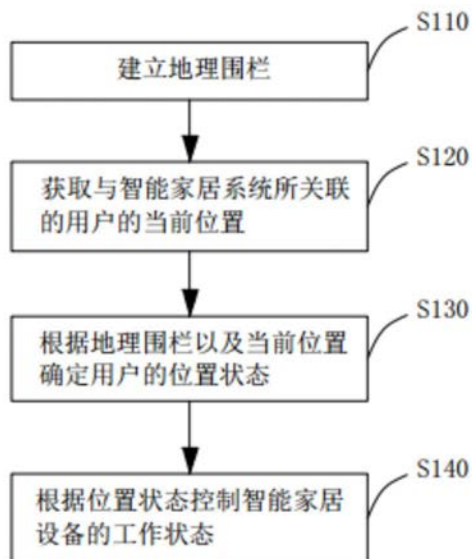 S110
建立地理围栏
S120
获取与智能家居系统所关联
的用户的当前位置
S130
根据地理围栏以及当前位置
确定用户的位置状态
S140
根据位置状态控制智能家居
设备的工作状态